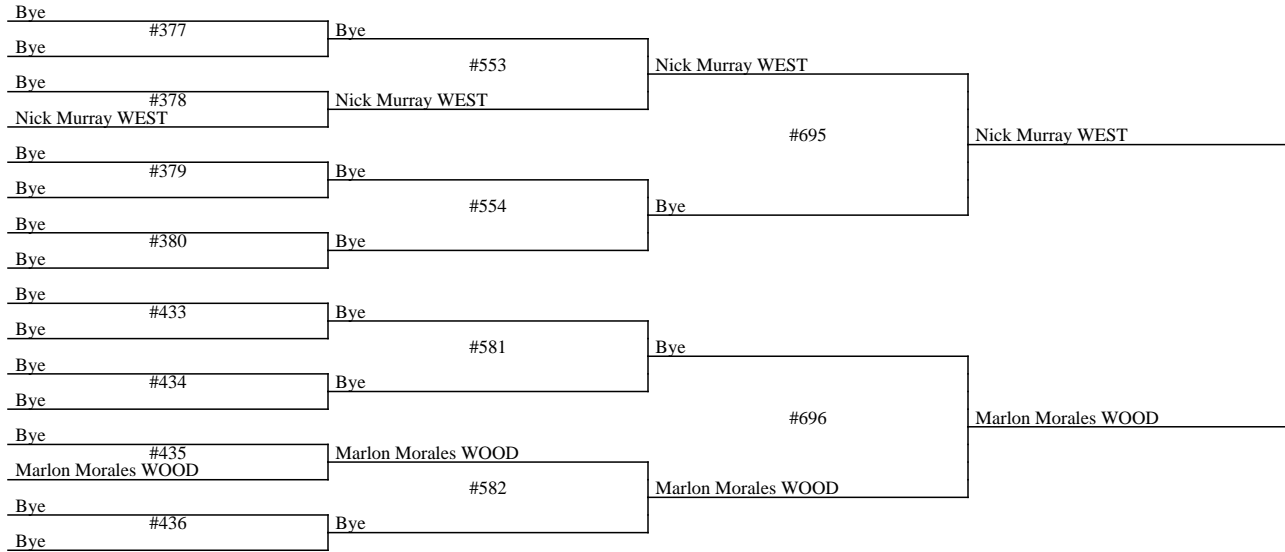 Bye
#377
Bye
Bye
#553
Nick Murray WEST
Bye
#378
Nick Murray WEST
Nick Murray WEST
#695
Nick Murray WEST
Bye
#379
Bye
Bye
#554
Bye
Bye
#380
Bye
Bye
Bye
#433
Bye
Bye
#581
Bye
Bye
#434
Bye
Bye
#696
Marlon Morales WOOD
Bye
#435
Marlon Morales WOOD
Marlon Morales WOOD
#582
Marlon Morales WOOD
Bye
#436
Bye
Bye